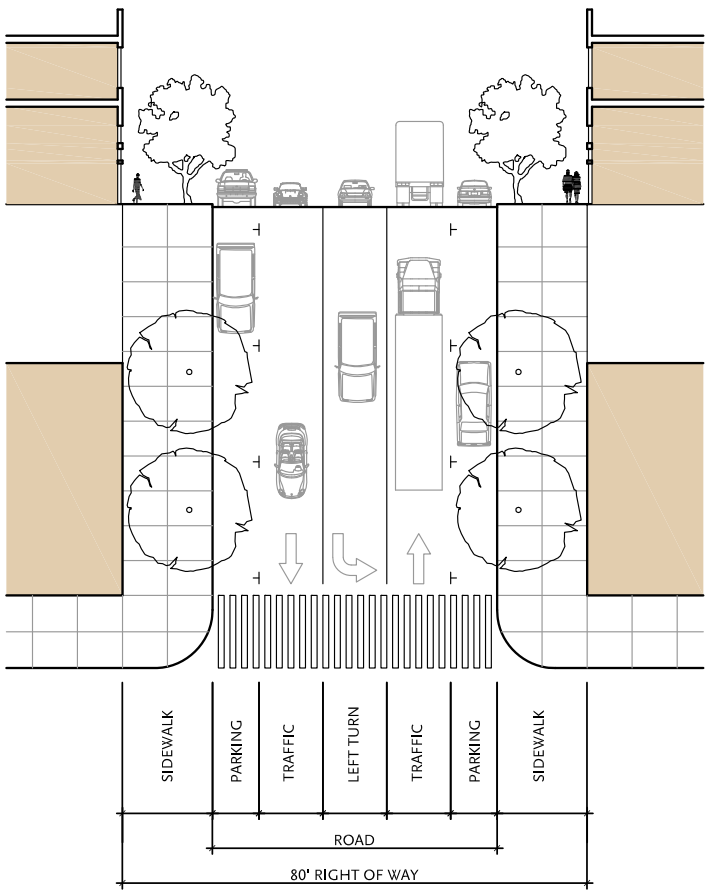 SIDEWALK
PARKING
TRAFFIC
LEFT TURN
TRAFFIC
PARKING
SIDEWALK
ROAD
80' RIGHT OF WAY